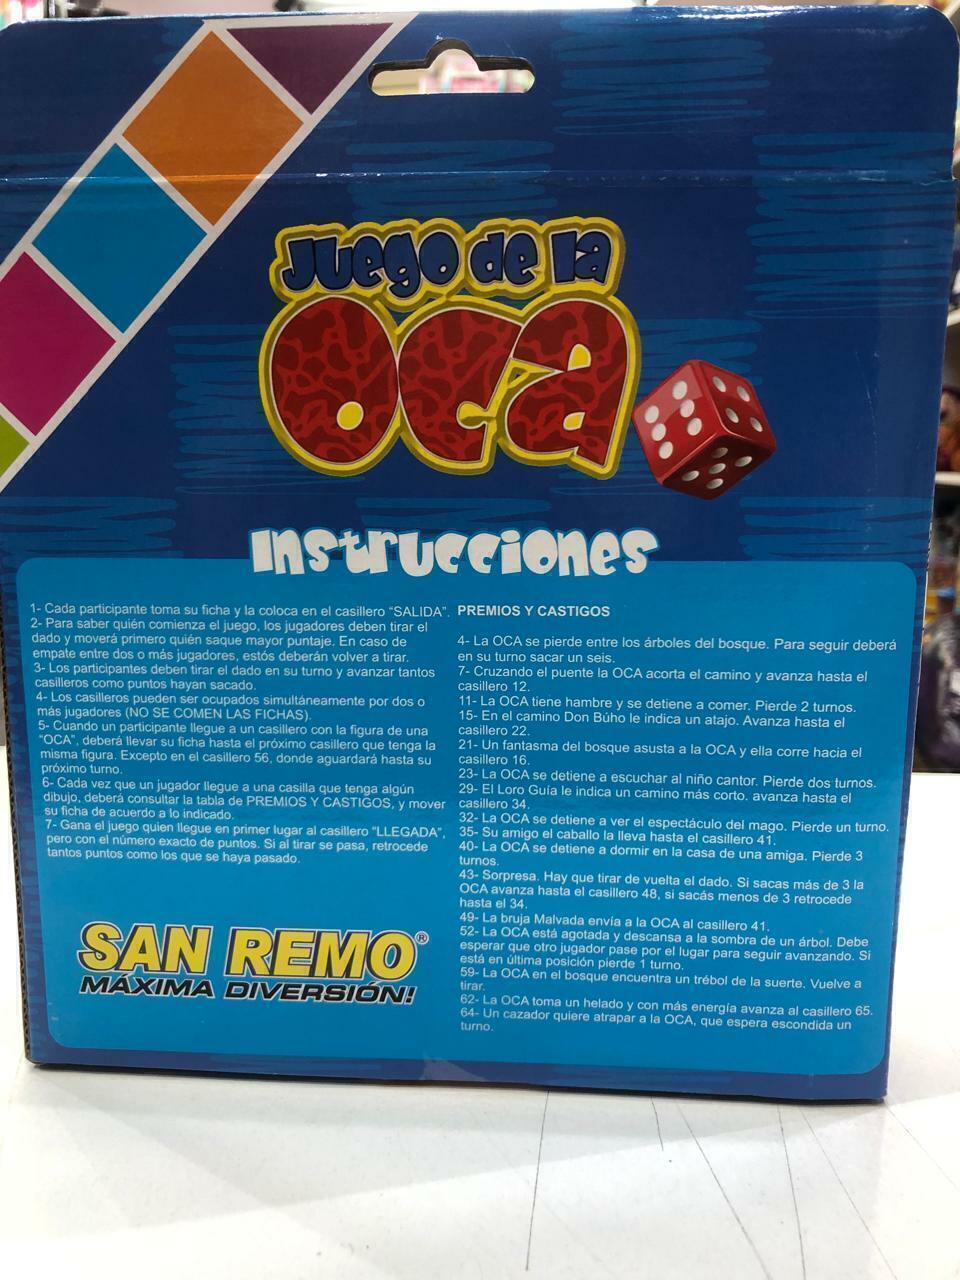 Juego de la
Oca
Instrucciones
1- Cada participante toma su ficha y la coloca en el casillero “SALIDA”.
2- Para saber quién comienza el juego, los jugadores deben tirar el
dado y moverá primero quién saque mayor puntaje. En caso de
empate entre dos o más jugadores, estós deberán volver a tirar.
3- Los participantes deben tirar el dado en su turno y avanzar tantos
casilleros como puntos hayan sacado.
4- Los casilleros pueden ser ocupados simultáneamente por dos o
más jugadores (NO SE COMEN LAS FICHAS).
5- Cuando un participante llegue a un casillero con la figura de una
“OCA”, deberá llevar su ficha hasta el próximo casillero que tenga la
misma figura. Excepto en el casillero 56, donde aguardará hasta su
próximo turno.
6- Cada vez que un jugador llegue a una casilla que tenga algún
dibujo, deberá consultar la tabla de PREMIOS Y CASTIGOS, y mover
su ficha de acuerdo a lo indicado.
7- Gana el juego quien llegue en primer lugar al casillero “LLEGADA”,
pero con el número exacto de puntos. Si al tirar se pasa, retrocede
tantos puntos como los que se haya pasado.
SAN REMO®
MÁXIMA DIVERSIÓN!
PREMIOS Y CASTIGOS
4- La OCA se pierde entre los árboles del bosque. Para seguir deberá
en su turno sacar un seis.
7- Cruzando el puente la OCA acorta el camino y avanza hasta el
casillero 12.
11- La OCA tiene hambre y se detiene a comer. Pierde 2 turnos.
15- En el camino Don Búho le indica un atajo. Avanza hasta el
casillero 22.
21- Un fantasma del bosque asusta a la OCA y ella corre hacia el
casillero 16.
23- La OCA se detiene a escuchar al niño cantor. Pierde dos turnos.
29- El Loro Guía le indica un camino más corto. avanza hasta el
casillero 34.
32- La OCA se detiene a ver el espectáculo del mago. Pierde un turno.
35- Su amigo el caballo la lleva hasta el casillero 41.
40- La OCA se detiene a dormir en la casa de una amiga. Pierde 3
turnos.
43- Sorpresa. Hay que tirar de vuelta el dado. Si sacas más de 3 la
OCA avanza hasta el casillero 48, si sacás menos de 3 retrocede
hasta el 34.
49- La bruja Malvada envía a la OCA al casillero 41.
52- La OCA está agotada y descansa a la sombra de un árbol. Debe
esperar que otro jugador pase por el lugar para seguir avanzando. Si
está en última posición pierde 1 turno.
59- La OCA en el bosque encuentra un trébol de la suerte. Vuelve a
tirar.
62- La OCA toma un helado y con más energía avanza al casillero 65.
64- Un cazador quiere atrapar a la OCA, que espera escondida un
turno.